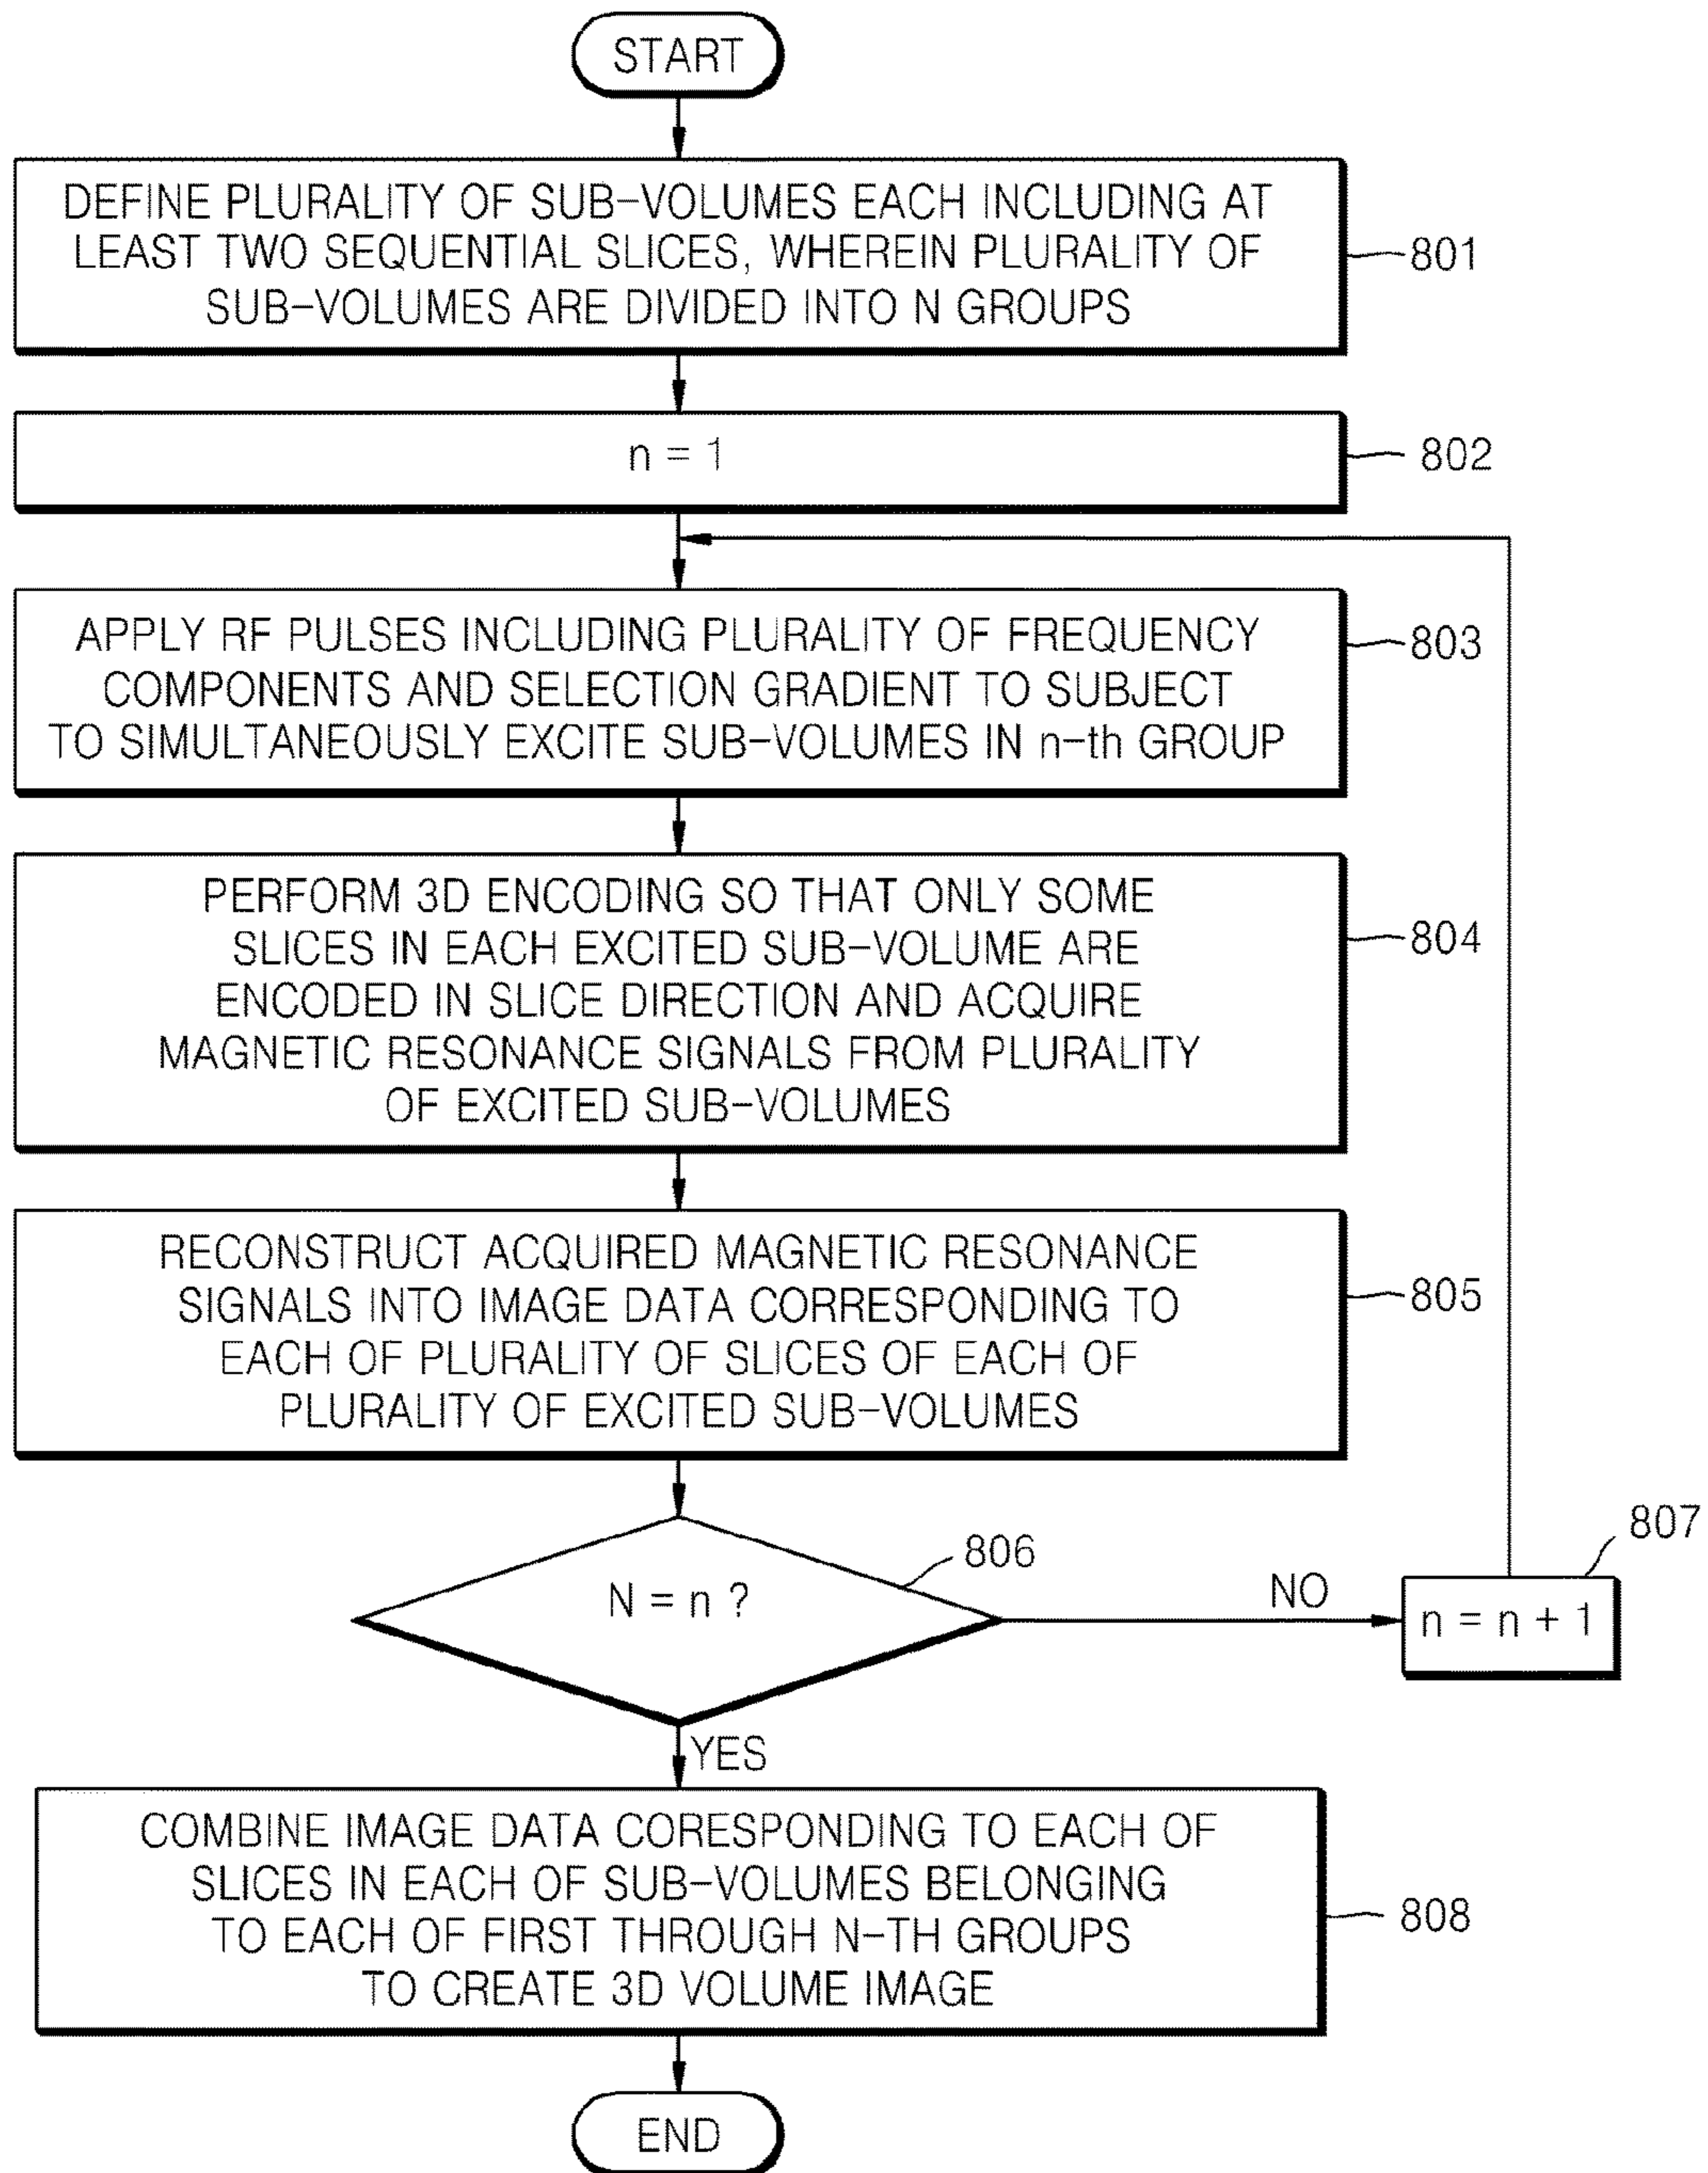 START
DEFINE PLURALITY OF SUB-VOLUMES EACH INCLUDING AT
LEAST TWO SEQUENTIAL SLICES, WHEREIN PLURALITY OF
SUB-VOLUMES ARE DIVIDED INTO N GROUPS
801
n = 1
802
APPLY RF PULSES INCLUDING PLURALITY OF FREQUENCY
COMPONENTS AND SELECTION GRADIENT TO SUBJECT
TO SIMULTANEOUSLY EXCITE SUB-VOLUMES IN n-th GROUP
803
PERFORM 3D ENCODING SO THAT ONLY SOME
SLICES IN EACH EXCITED SUB-VOLUME ARE
ENCODED IN SLICE DIRECTION AND ACQUIRE
MAGNETIC RESONANCE SIGNALS FROM PLURALITY
OF EXCITED SUB-VOLUMES
804
RECONSTRUCT ACQUIRED MAGNETIC RESONANCE
SIGNALS INTO IMAGE DATA CORRESPONDING TO
EACH OF PLURALITY OF SLICES OF EACH OF
PLURALITY OF EXCITED SUB-VOLUMES
805
N = n ?
806
NO
n = n + 1
807
YES
COMBINE IMAGE DATA CORESPONDING TO EACH OF
SLICES IN EACH OF SUB-VOLUMES BELONGING
TO EACH OF FIRST THROUGH N-TH GROUPS
TO CREATE 3D VOLUME IMAGE
808
END